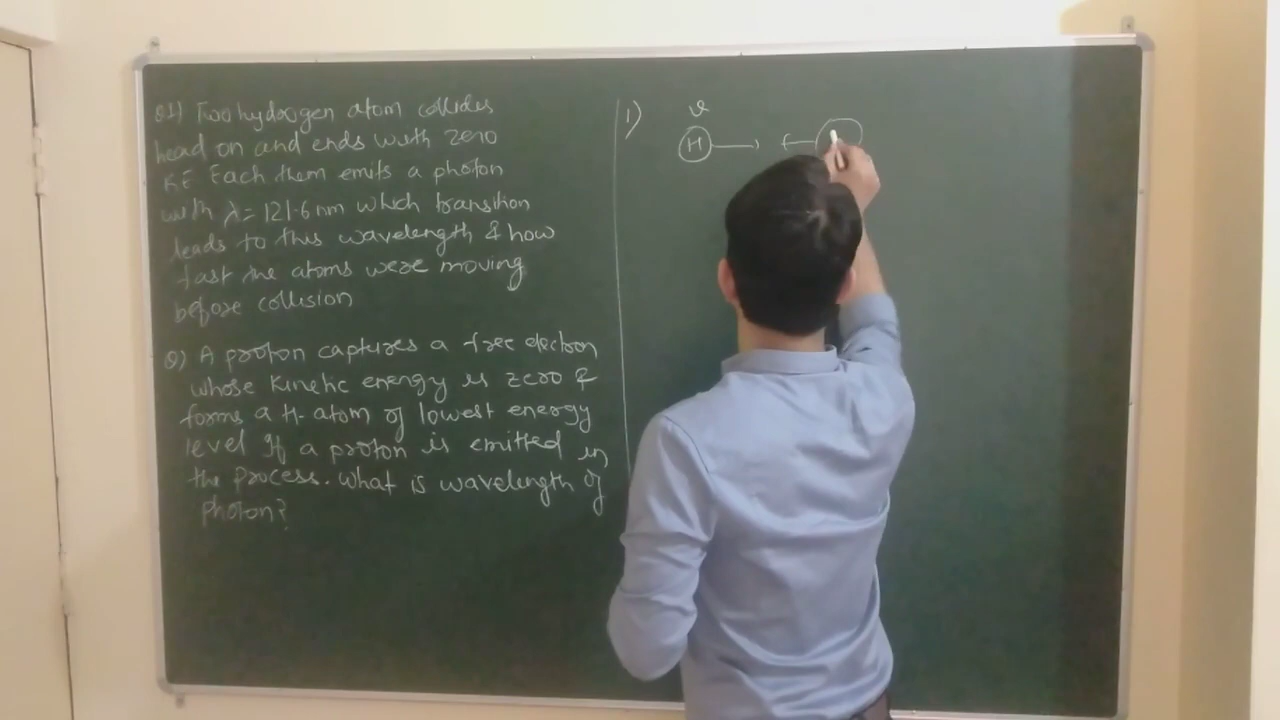 Q1) Two hydrogen atom collides
head on and ends with zero
KE Each them emits a photon
with λ= 121.6 nm which transition
leads to this wavelength & how
fast the atoms were moving
before collision
Q) A proton captures a free electron
whose kinetic energy is zero &
forms a H-atom of lowest energy
level If a proton is emitted in
the process. What is wavelength of
photon?
1)
v
H